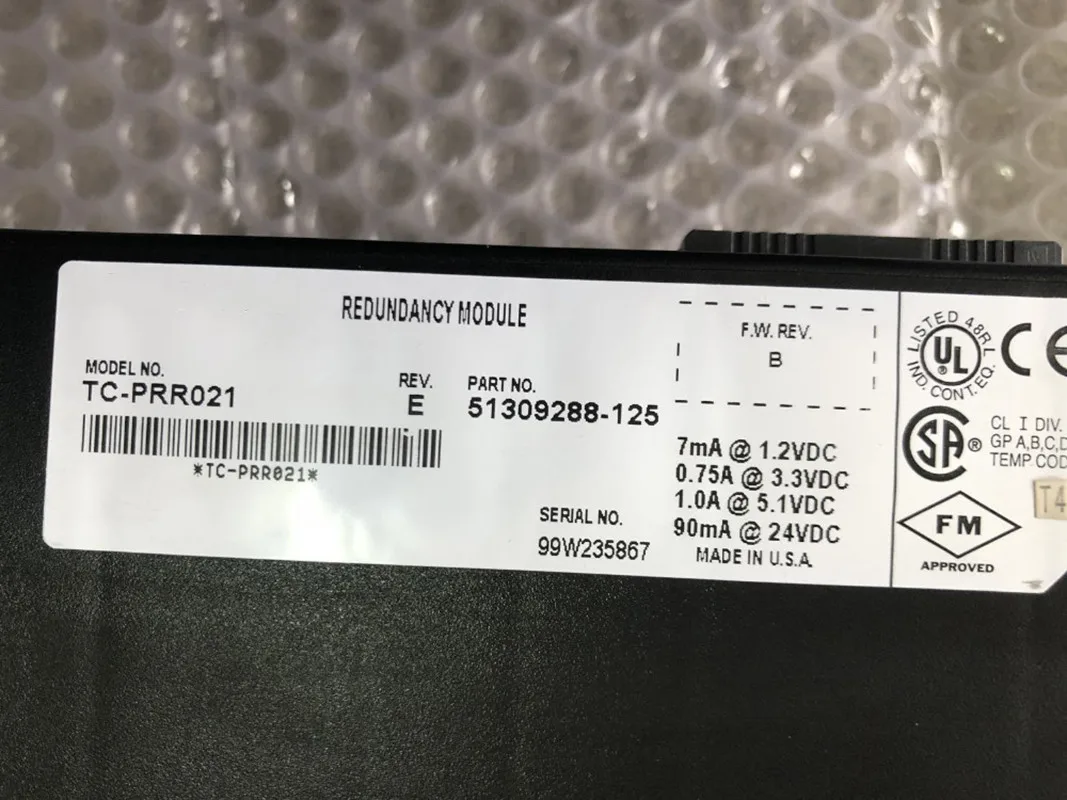 REDUNDANCY MODULE
MODEL NO.
TC-PRR021
REV.
E
PART NO.
51309288-125
*TC-PRR021*
SERIAL NO.
99W235867
F.W. REV.
B
7mA @ 1.2VDC
0.75A @ 3.3VDC
1.0A @ 5.1VDC
90mA @ 24VDC
MADE IN U.S.A.
LISTED 48RL
UL ®
IND. CONT. EQ.
CE
SA ®
CL I DIV.
GP A,B,C,D
TEMP COD
T4
FM
APPROVED